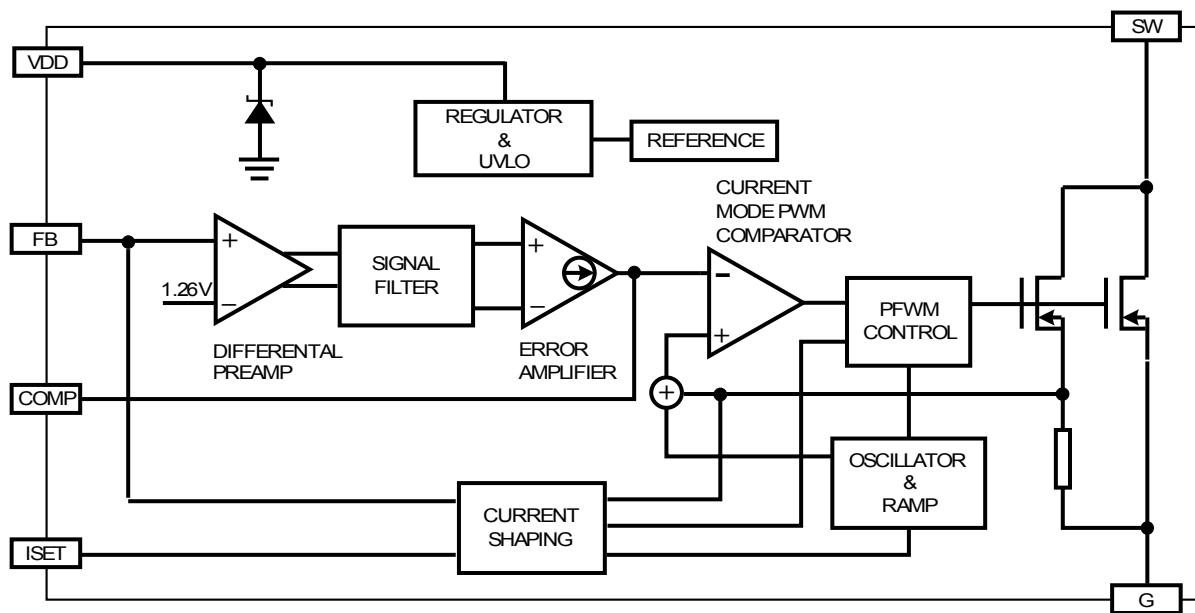 SW
VDD
REGULATOR
&
UVLO
REFERENCE
CURRENT
MODE PWM
COMPARATOR
FB
+
1.26V
−
DIFFERENTAL
PREAMP
SIGNAL
FILTER
+
−
ERROR
AMPLIFIER
-
+
PFWM
CONTROL
COMP
+
OSCILLATOR
&
RAMP
CURRENT
SHAPING
ISET
G